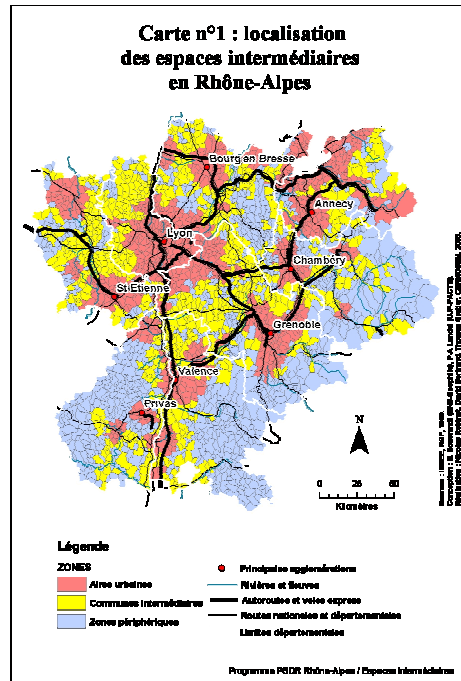 Carte n°1 : localisation
des espaces intermédiaires
en Rhône-Alpes
Bourg en Bresse
Annecy
Lyon
Chambéry
St Etienne
Grenoble
Valence
Privas
N
0 25 50
Kilomètres
Légende
ZONES
Aires urbaines
Communes intermédiaires
Zones périphériques
Principales agglomérations
Rivières et fleuves
Autoroutes et voies express
Routes nationales et départementales
Limites départementales
Programme PSDR Rhône-Alpes / Espaces intermédiaires